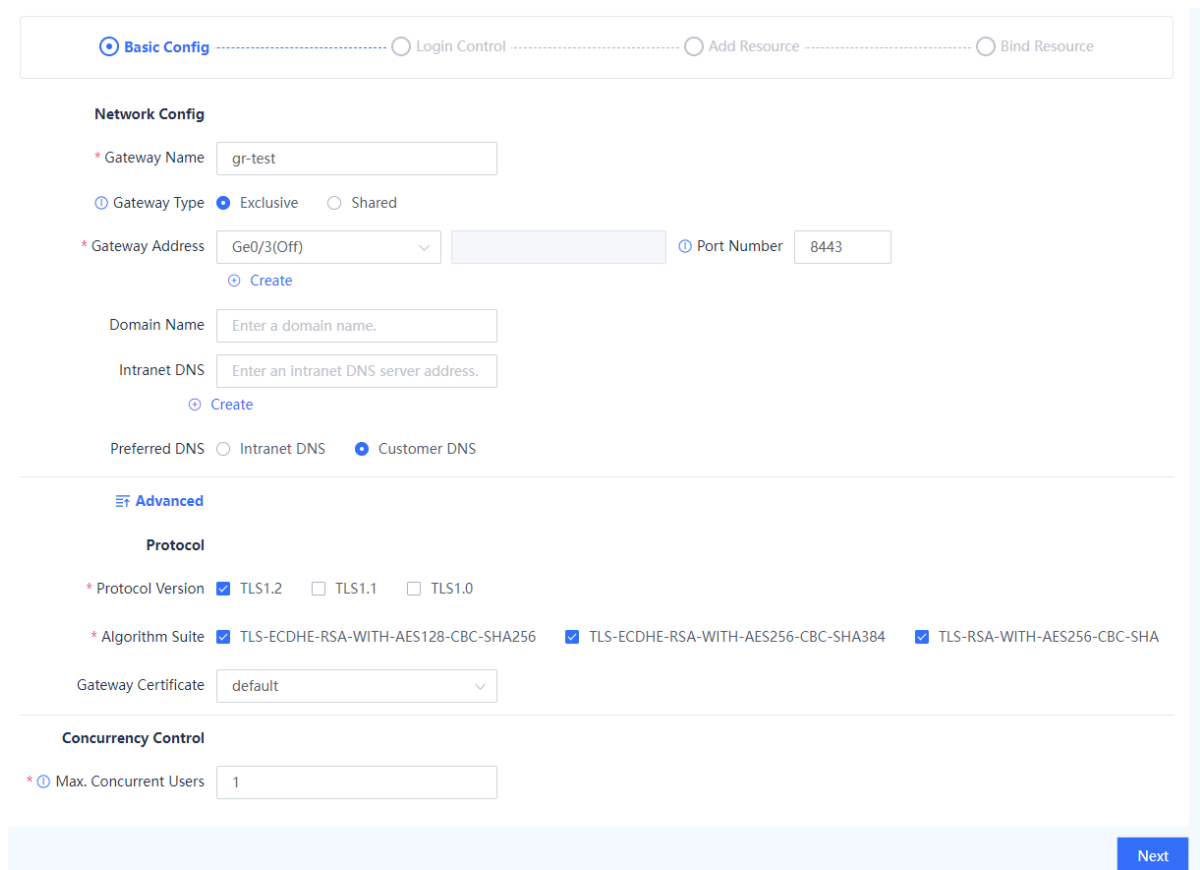 Basic Config Login Control Add Resource Bind Resource
Network Config
* Gateway Name gr-test
Gateway Type Exclusive Shared
* Gateway Address Ge0/3(Off) Port Number 8443
Create
Domain Name Enter a domain name.
Intranet DNS Enter an intranet DNS server address.
Create
Preferred DNS Intranet DNS Customer DNS
Advanced
Protocol
* Protocol Version TLS1.2 TLS1.1 TLS1.0
* Algorithm Suite TLS-ECDHE-RSA-WITH-AES128-CBC-SHA256 TLS-ECDHE-RSA-WITH-AES256-CBC-SHA384 TLS-RSA-WITH-AES256-CBC-SHA
Gateway Certificate default
Concurrency Control
* Max. Concurrent Users 1
Next